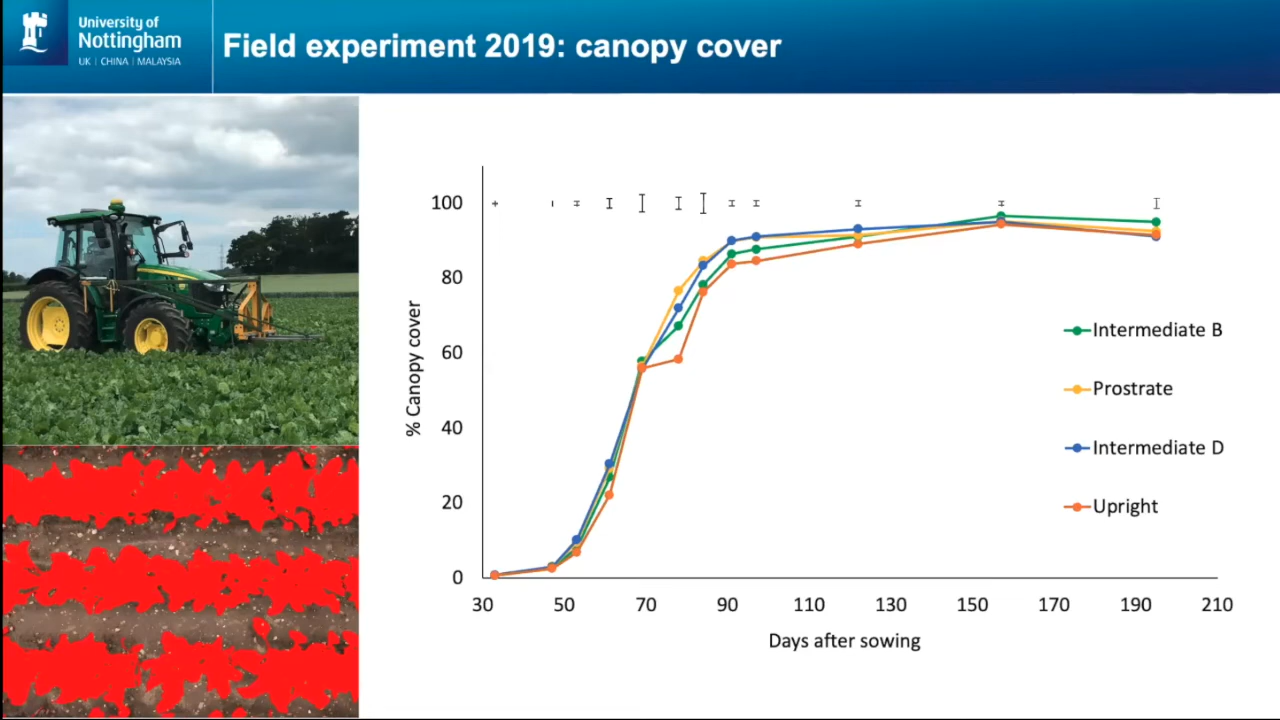 University of
Nottingham
UK | CHINA | MALAYSIA
Field experiment 2019: canopy cover
100
80
60
40
20
0
% Canopy cover
30 50 70 90 110 130 150 170 190 210
Days after sowing
Intermediate B
Prostrate
Intermediate D
Upright